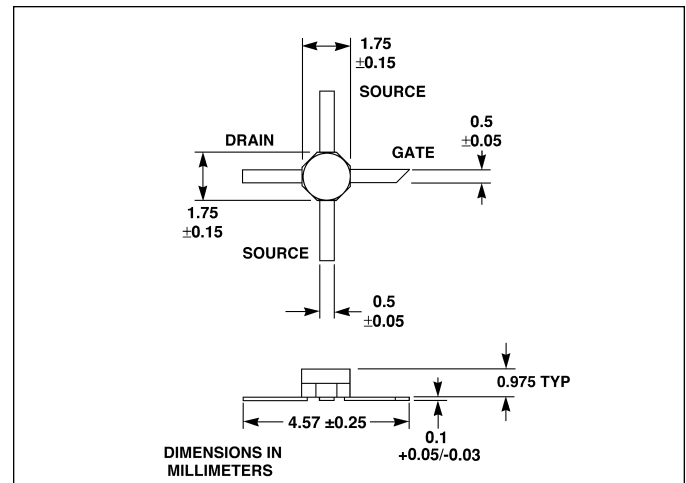 1.75
±0.15
SOURCE
0.5
±0.05
DRAIN
GATE
1.75
±0.15
SOURCE
0.5
±0.05
0.975 TYP
4.57 ±0.25
0.1
+0.05/-0.03
DIMENSIONS IN
MILLIMETERS